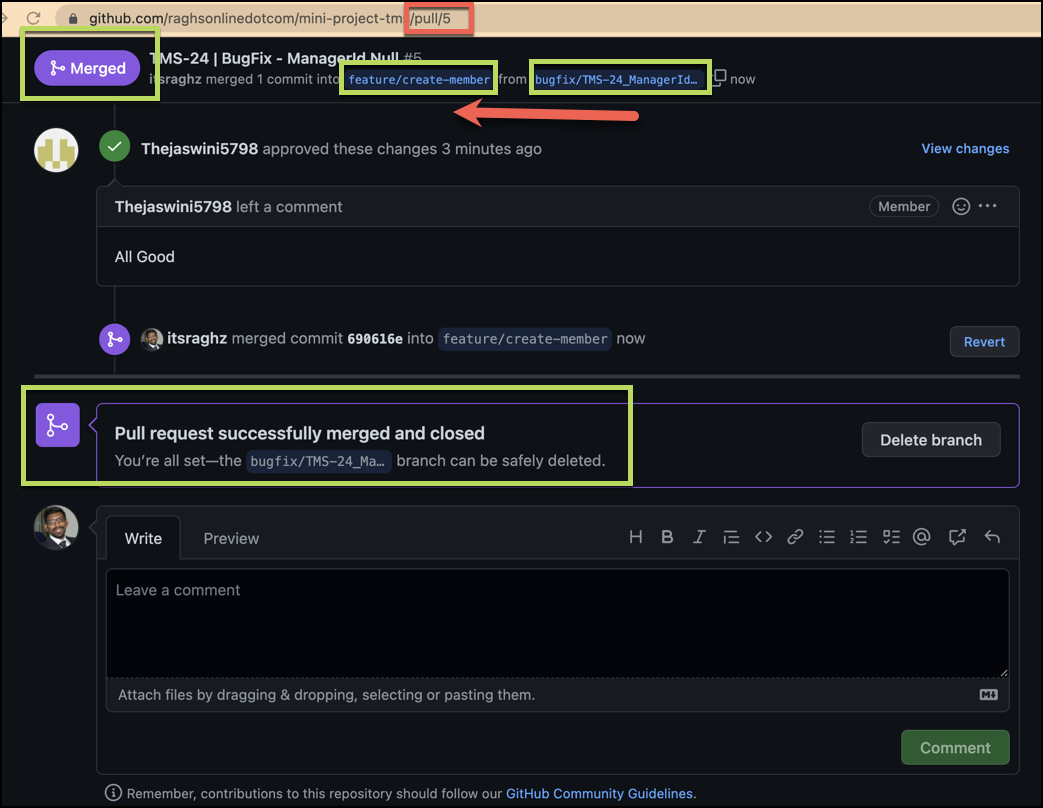 github.com/raghsonlinedotcom/mini-project-tms/pull/5
Merged
TMS-24 | BugFix - ManagerId Null #5
itsraghz merged 1 commit into feature/create-member from bugfix/TMS-24_ManagerId… now
Thejaswini5798 approved these changes 3 minutes ago
View changes
Thejaswini5798 left a comment
Member
All Good
itsraghz merged commit 690616e into feature/create-member now
Revert
Pull request successfully merged and closed
You’re all set—the bugfix/TMS-24_Ma… branch can be safely deleted.
Delete branch
Write
Preview
Leave a comment
Attach files by dragging & dropping, selecting or pasting them.
Comment
Remember, contributions to this repository should follow our GitHub Community Guidelines.